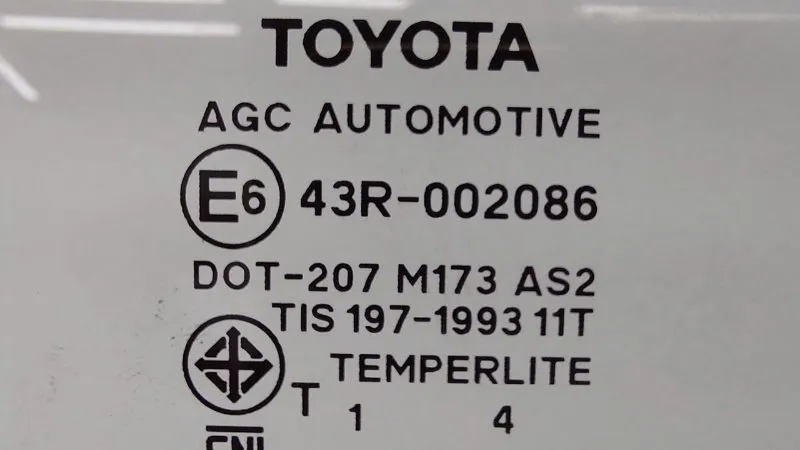 TOYOTA
AGC AUTOMOTIVE
E6 43R-002086
DOT-207 M173 AS2
TIS 197-1993 11T
T TEMPERLITE
1 4